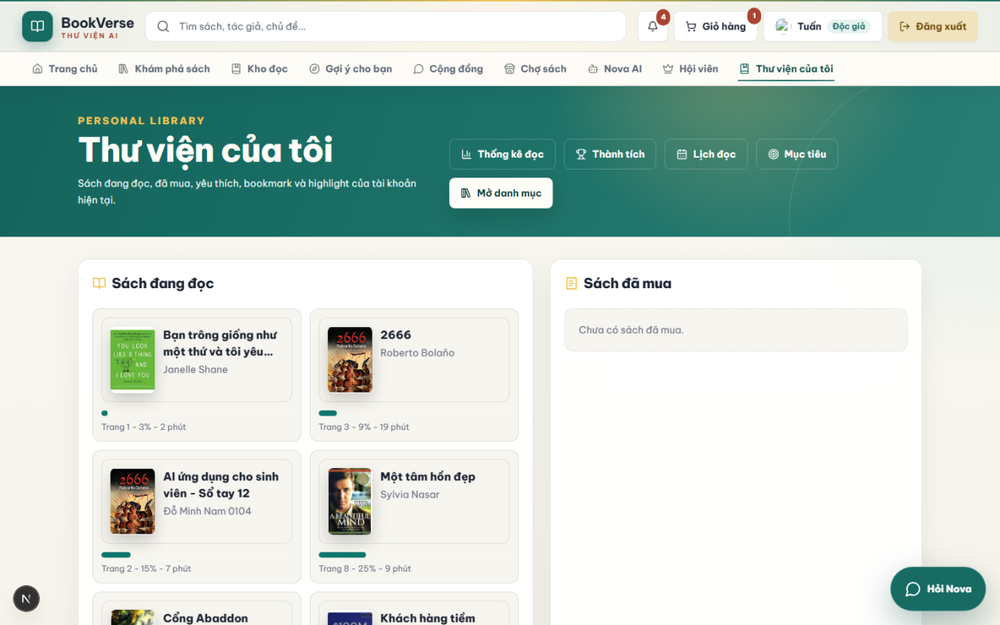 BookVerse
THƯ VIỆN AI
Tìm sách, tác giả, chủ đề...
4
Giỏ hàng
1
Tuấn
Độc giả
Đăng xuất
Trang chủ
Khám phá sách
Kho đọc
Gợi ý cho bạn
Cộng đồng
Chợ sách
Nova AI
Hội viên
Thư viện của tôi
PERSONAL LIBRARY
Thư viện của tôi
Sách đang đọc, đã mua, yêu thích, bookmark và highlight của tài khoản
hiện tại.
Thống kê đọc
Thành tích
Lịch đọc
Mục tiêu
Mở danh mục
Sách đang đọc
YOU LOOK
LIKE A THING
AND
I LOVE YOU
Bạn trông giống như
một thứ và tôi yêu...
Janelle Shane
Trang 1 - 3% - 2 phút
2666
Roberto Bolaño
2666
Roberto Bolaño
Trang 3 - 9% - 19 phút
2666
Roberto Bolaño
AI ứng dụng cho sinh
viên - Sổ tay 12
Đỗ Minh Nam 0104
Trang 2 - 15% - 7 phút
A BEAUTIFUL
MIND
Một tâm hồn đẹp
Sylvia Nasar
Trang 8 - 25% - 9 phút
Cổng Abaddon
Khách hàng tiềm
Sách đã mua
Chưa có sách đã mua.
N
Hỏi Nova